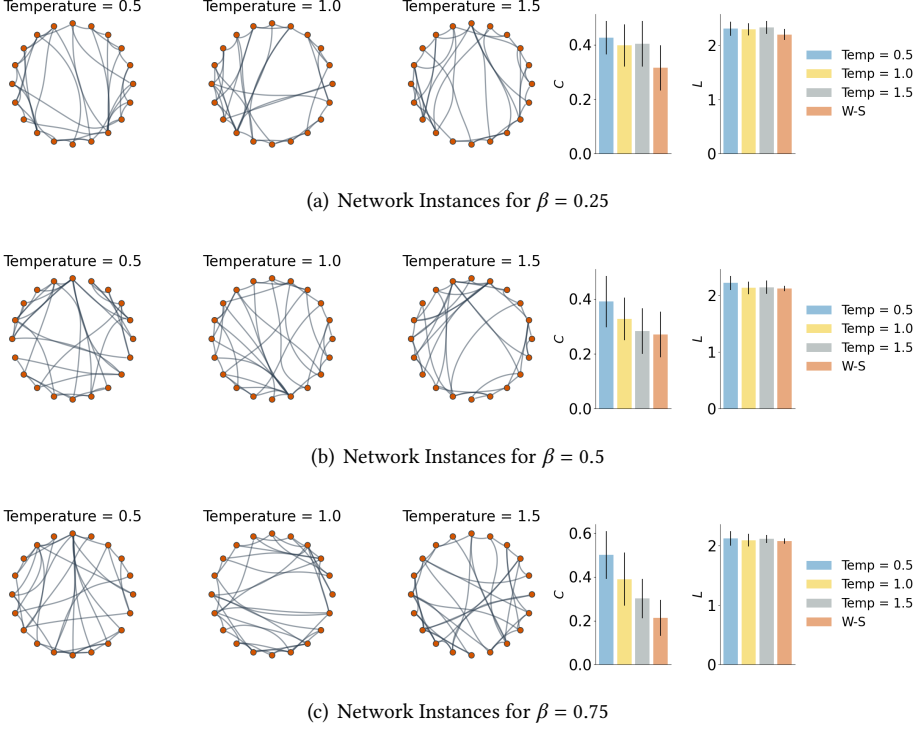 Temperature = 0.5
Temperature = 1.0
Temperature = 1.5
0.4
0.2
0.0
C
2
1
0
L
Temp = 0.5
Temp = 1.0
Temp = 1.5
W-S
(a) Network Instances for β = 0.25
Temperature = 0.5
Temperature = 1.0
Temperature = 1.5
0.4
0.2
0.0
C
2
1
0
L
Temp = 0.5
Temp = 1.0
Temp = 1.5
W-S
(b) Network Instances for β = 0.5
Temperature = 0.5
Temperature = 1.0
Temperature = 1.5
0.6
0.4
0.2
0.0
C
2
1
0
L
Temp = 0.5
Temp = 1.0
Temp = 1.5
W-S
(c) Network Instances for β = 0.75